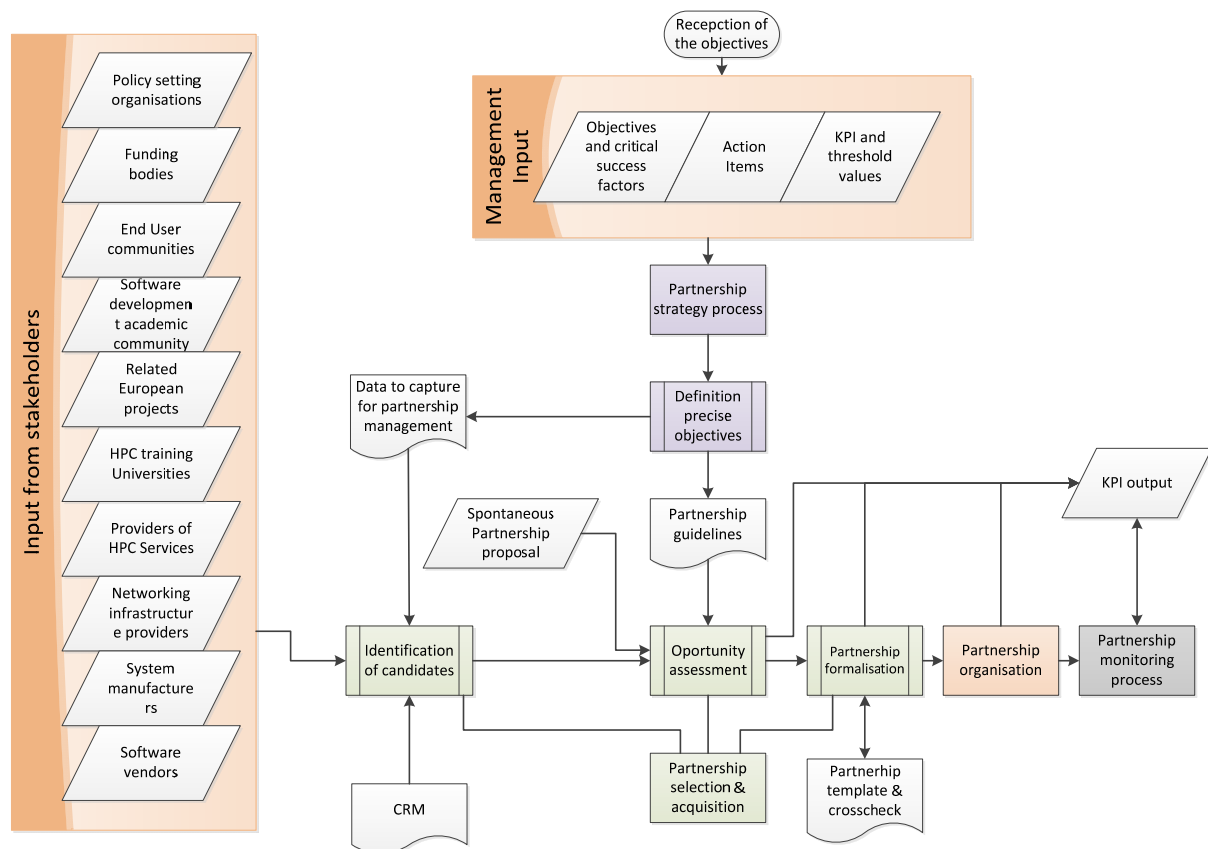 Input from stakeholders
Policy setting
organisations
Funding
bodies
End User
communities
Software
developmen
t academic
community
Related
European
projects
HPC training
Universities
Providers of
HPC Services
Networking
infrastructur
e providers
System
manufacture
rs
Software
vendors
Recepction of
the objectives
Management
Input
Objectives
and critical
success
factors
Action
Items
KPI and
threshold
values
Partnership
strategy process
Definition
precise
objectives
Data to capture
for partnership
management
Spontaneous
Partnership
proposal
Partnership
guidelines
KPI output
Identification
of candidates
Oportunity
assessment
Partnership
formalisation
Partnership
organisation
Partnership
monitoring
process
CRM
Partnership
selection &
acquisition
Partnerhip
template &
crosscheck